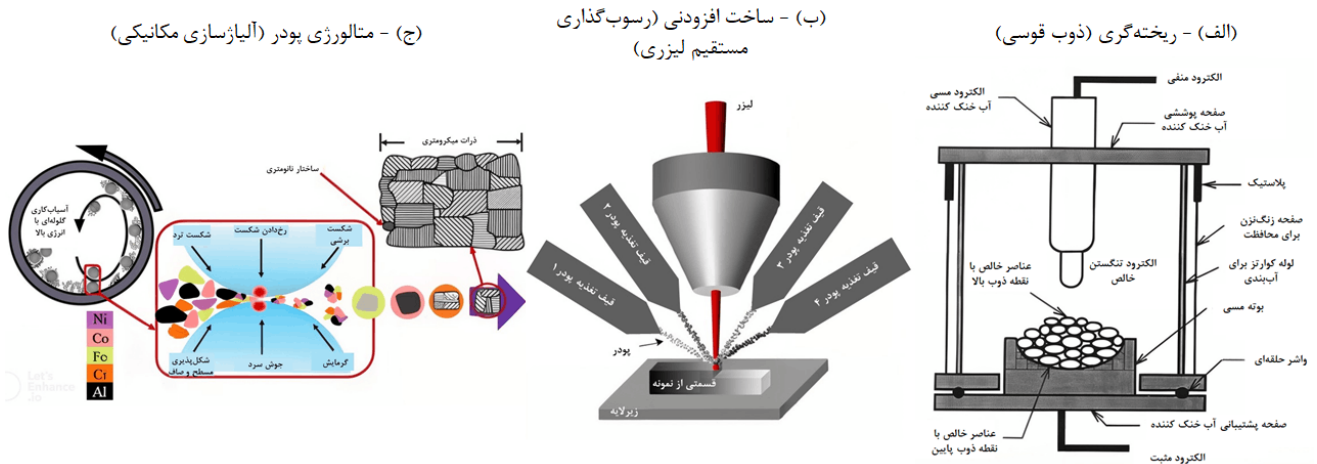 (الف) - ریخته‌گری (ذوب قوسی)
الکترود منفی
الکترود مسی
آب خنک کننده
صفحه پوششی
آب خنک کننده
پلاستیک
صفحه زنگ‌نزن
برای محافظت
الکترود تنگستن
خالص
لوله کوارتز برای
آب‌بندی
عناصر خالص با
نقطه ذوب بالا
بوته مسی
واشر حلقه‌ای
صفحه پشتیبانی آب خنک کننده
عناصر خالص با
نقطه ذوب پایین
الکترود مثبت
(ب) - ساخت افزودنی (رسوب‌گذاری
مستقیم لیزری)
لیزر
قیف تغذیه پودر ۱
قیف تغذیه پودر ۲
قیف تغذیه پودر ۳
قیف تغذیه پودر ۴
پودر
قسمتی از نمونه
زیرلایه
(ج) - متالورژی پودر (آلیاژسازی مکانیکی)
ذرات میکرومتری
ساختار نانومتری
آسیاب‌کاری
گلوله‌ای با
انرژی بالا
شکست ترد
رخ‌دادن شکست
شکست
برشی
شکل‌پذیری
مسطح و صاف
جوش سرد
گرمایش
Ni
Co
Fe
Cr
Al
Let's
Enhance
.io